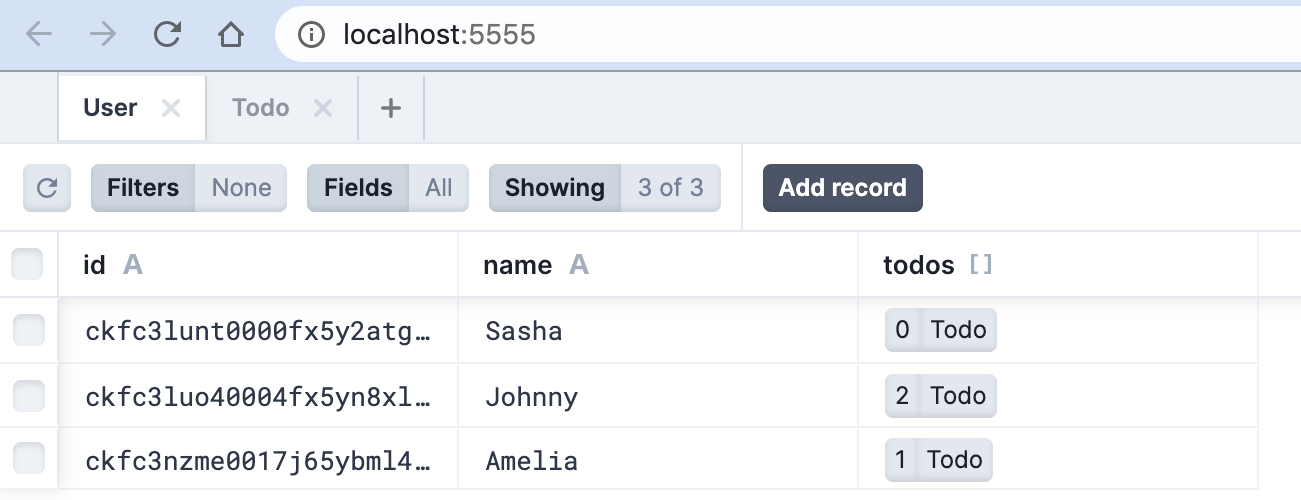 localhost:5555
User Todo +
Filters None Fields All Showing 3 of 3 Add record
id A name A todos []
ckfc3lunt0000fx5y2atg… Sasha 0 Todo
ckfc3luo40004fx5yn8xl… Johnny 2 Todo
ckfc3nzme0017j65ybml4… Amelia 1 Todo